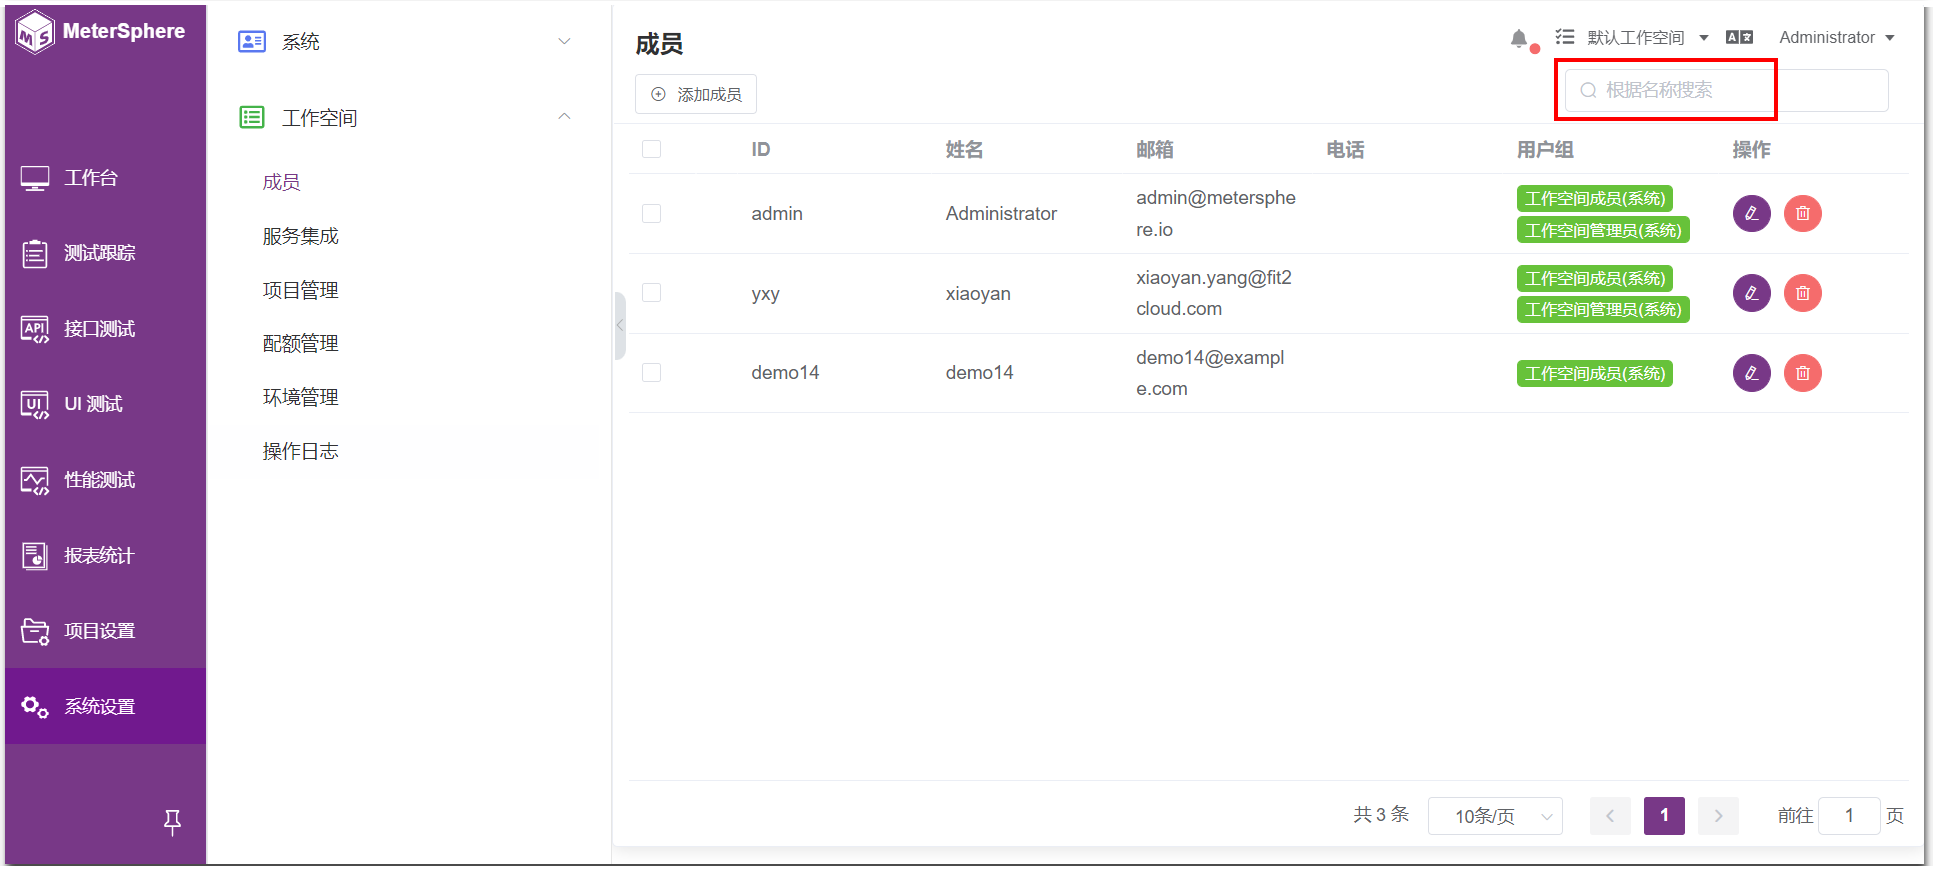 MeterSphere
工作台
测试跟踪
API 接口测试
UI UI 测试
性能测试
报表统计
项目设置
系统设置
系统
工作空间
成员
服务集成
项目管理
配额管理
环境管理
操作日志
成员
默认工作空间
Administrator
添加成员
根据名称搜索
ID 姓名 邮箱 电话 用户组 操作
admin Administrator admin@metersphe
re.io
工作空间成员(系统)
工作空间管理员(系统)
yxy xiaoyan xiaoyan.yang@fit2
cloud.com
工作空间成员(系统)
工作空间管理员(系统)
demo14 demo14 demo14@exampl
e.com
工作空间成员(系统)
共 3 条 10条/页 1 前往 1 页